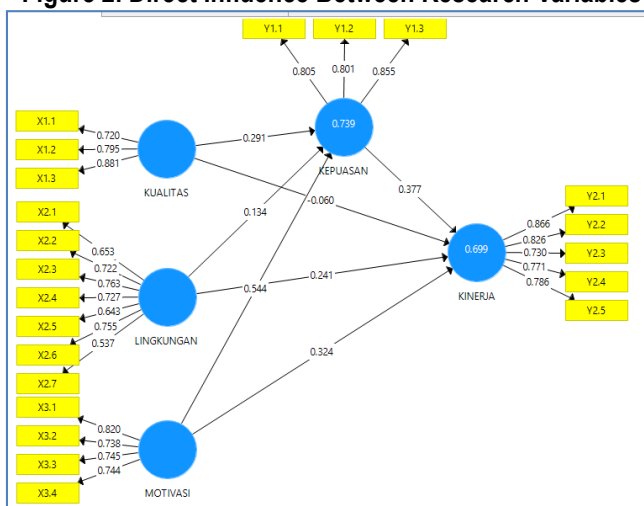 Figure 2. Direct Influence Between Research Variables
Y1.1
Y1.2
Y1.3
0.805
0.801
0.855
X1.1
X1.2
X1.3
0.720
0.795
0.881
KUALITAS
0.291
0.739
KEPUASAN
0.134
-0.060
0.377
X2.1
X2.2
X2.3
X2.4
X2.5
X2.6
X2.7
0.653
0.722
0.763
0.727
0.643
0.755
0.537
LINGKUNGAN
0.544
0.241
0.699
KINERJA
0.866
0.826
0.730
0.771
0.786
Y2.1
Y2.2
Y2.3
Y2.4
Y2.5
0.324
X3.1
X3.2
X3.3
X3.4
0.820
0.738
0.745
0.744
MOTIVASI